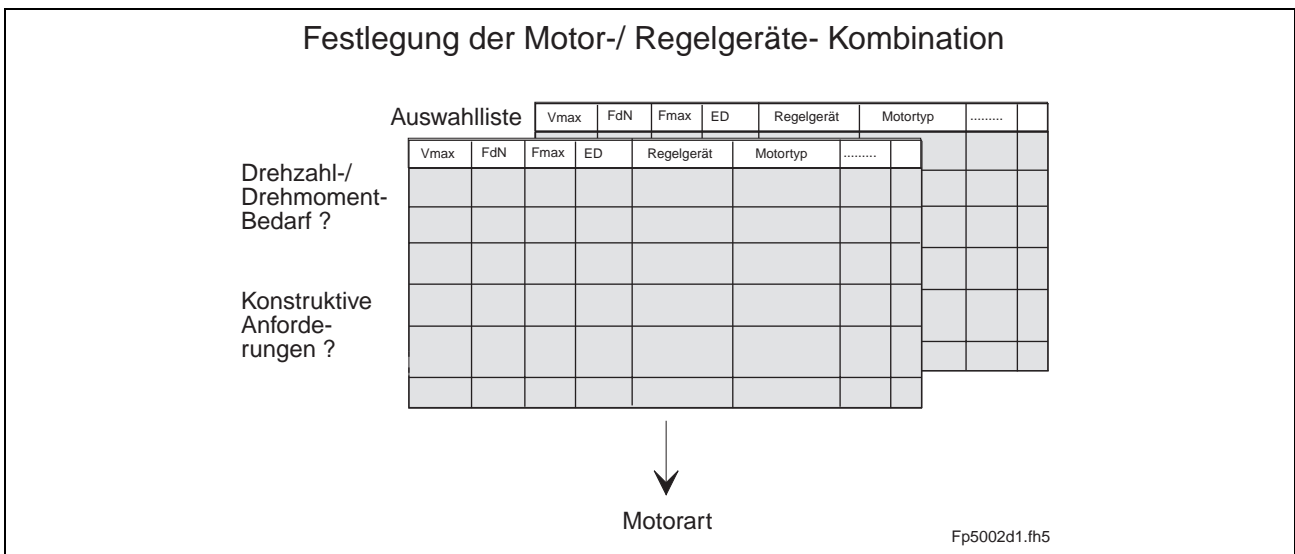 Festlegung der Motor-/ Regelgeräte- Kombination
Auswahlliste
Vmax FdN Fmax ED Regelgerät Motortyp .........
Vmax FdN Fmax ED Regelgerät Motortyp .........
Drehzahl-/
Drehmoment-
Bedarf ?
Konstruktive
Anforde-
rungen ?
Motorart
Fp5002d1.fh5